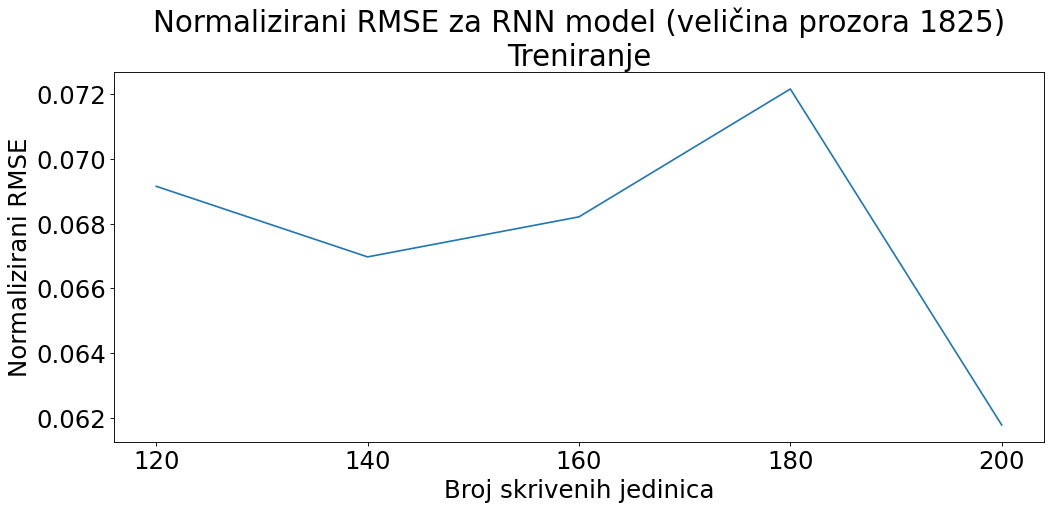 Normalizirani RMSE za RNN model (veličina prozora 1825)
Treniranje
Normalizirani RMSE
0.072
0.070
0.068
0.066
0.064
0.062
120 140 160 180 200
Broj skrivenih jedinica